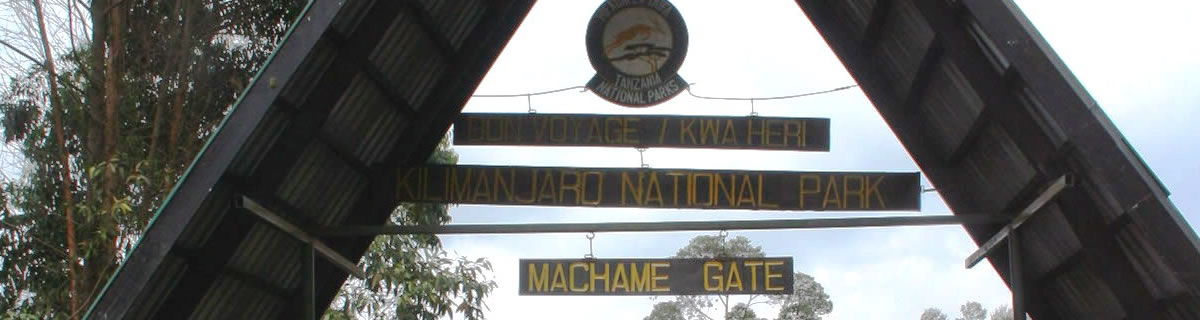 TANZANIA
NATIONAL PARKS
BON VOYAGE / KWA HERI
KILIMANJARO NATIONAL PARK
MACHAME GATE